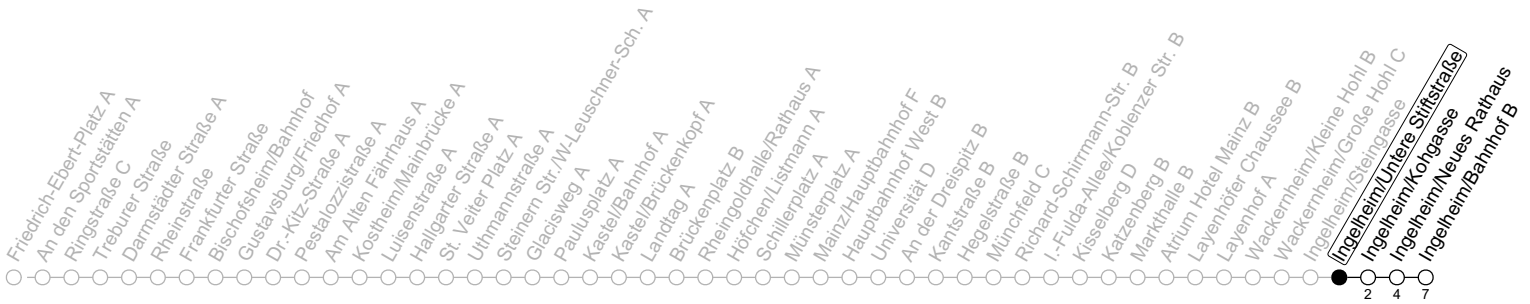 Friedrich-Ebert-Platz A
An den Sportstätten A
Ringstraße C
Treburer Straße
Darmstädter Straße A
Rheinstraße
Frankfurter Straße
Bischofsheim/Bahnhof
Gustavsburg/Friedhof A
Dr.-Kitz-Straße A
Pestalozzistraße A
Am Alten Fährhaus A
Kostheim/Mainbrücke A
Luisenstraße A
Hallgarter Straße A
St. Veiter Platz A
Uthmannstraße A
Steinern Str./W-Leuschner-Sch. A
Glacisweg A
Paulusplatz A
Kastel/Bahnhof A
Kastel/Brückenkopf A
Landtag A
Brückenplatz B
Rheingoldhalle/Rathaus A
Höfchen/Listmann A
Schillerplatz A
Münsterplatz A
Mainz/Hauptbahnhof F
Hauptbahnhof West B
Universität D
An der Dreispitz B
Kantstraße B
Hegelstraße B
Münchfeld C
Richard-Schirrmann-Str. B
I.-Fulda-Allee/Koblenzer Str. B
Kisselberg D
Katzenberg B
Markthalle B
Atrium Hotel Mainz B
Layenhöfer Chaussee B
Layenhof A
Wackernheim/Kleine Hohl B
Wackernheim/Große Hohl C
Ingelheim/Steingasse
Ingelheim/Untere Stiftstraße
Ingelheim/Kohgasse
Ingelheim/Neues Rathaus
Ingelheim/Bahnhof B
2 4 7